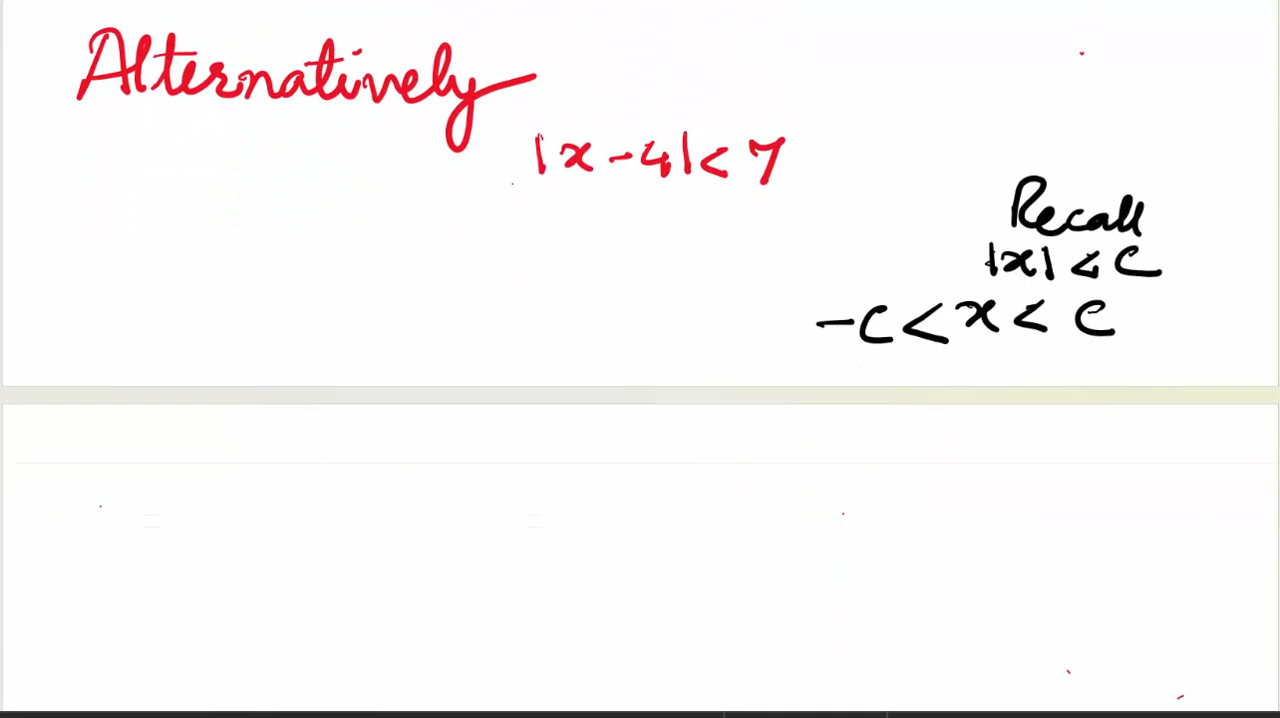 Alternatively
|x - 4| < 7
Recall
|x| < C
-C < x < C